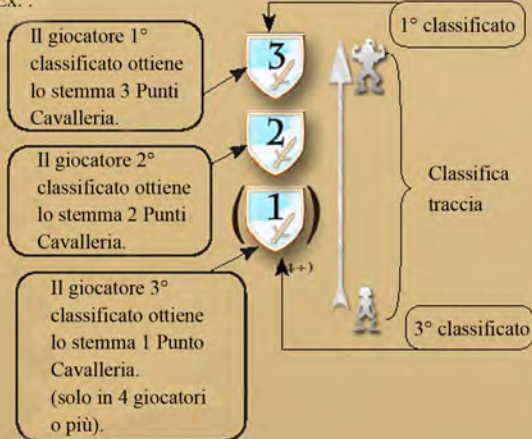 Ex. :
Il giocatore 1°
classificato ottiene
lo stemma 3 Punti
Cavalleria.
3
1° classificato
Il giocatore 2°
classificato ottiene
lo stemma 2 Punti
Cavalleria.
2
Classifica
traccia
(1)
(4+)
Il giocatore 3°
classificato ottiene
lo stemma 1 Punto
Cavalleria.
(solo in 4 giocatori
o più).
3° classificato